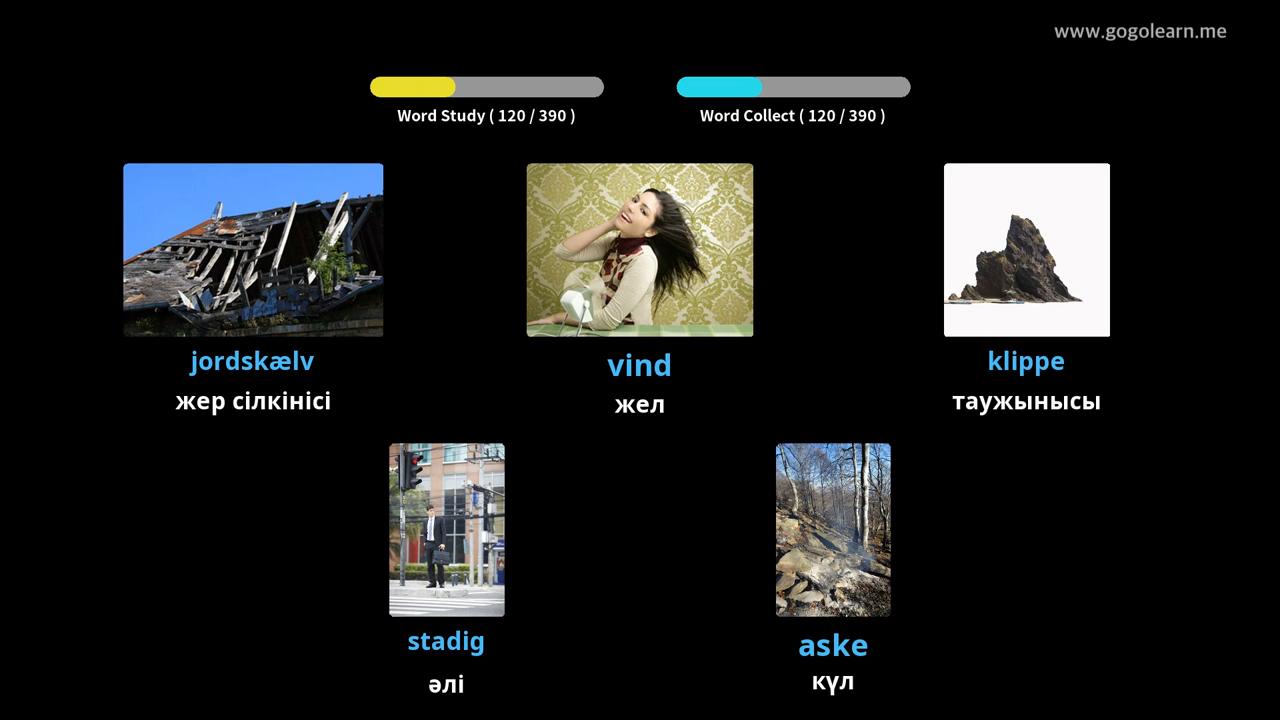 www.gogolearn.me
Word Study ( 120 / 390 )
Word Collect ( 120 / 390 )
jordskælv
жер сілкінісі
vind
жел
klippe
таужынысы
stadig
әлі
aske
күл